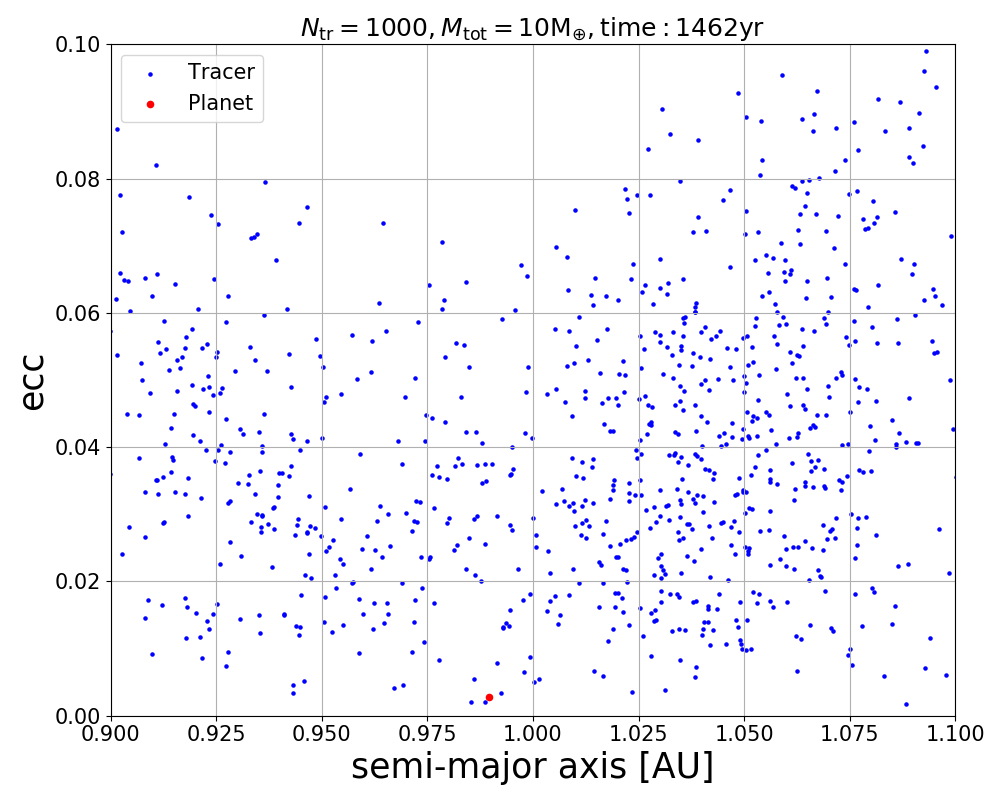 N_tr = 1000, M_tot = 10M_⊕, time : 1462yr
Tracer
Planet
ecc
0.10
0.08
0.06
0.04
0.02
0.00
0.900 0.925 0.950 0.975 1.000 1.025 1.050 1.075 1.100
semi-major axis [AU]